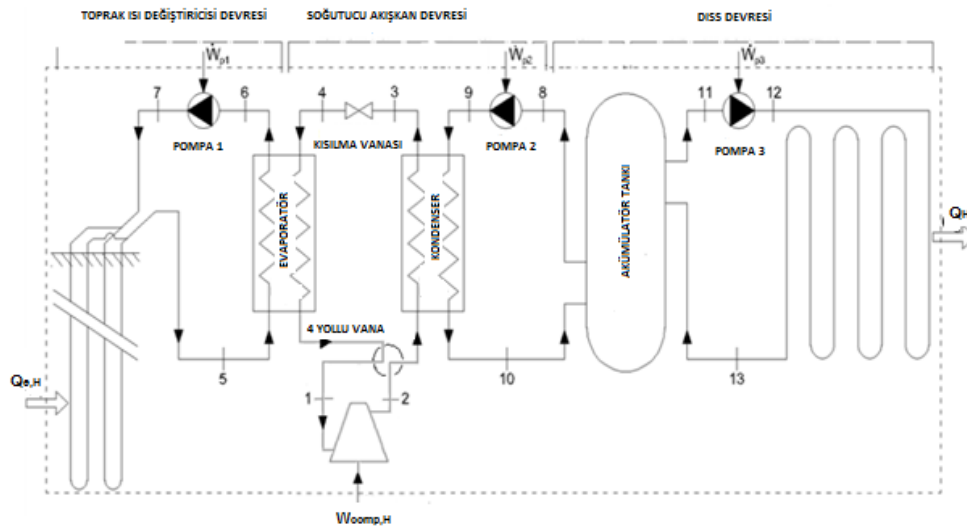 TOPRAK ISI DEĞİŞTİRİCİSİ DEVRESİ
SOĞUTUCU AKIŞKAN DEVRESİ
DISS DEVRESİ
Ẇp1
Ẇp2
Ẇp3
7
6
4
3
9
8
11
12
POMPA 1
KISILMA VANASI
POMPA 2
POMPA 3
EVAPORATÖR
KONDENSER
AKÜMÜLATÖR TANKI
QH
4 YOLLU VANA
5
10
13
Qe,H
1
2
Wcomp,H